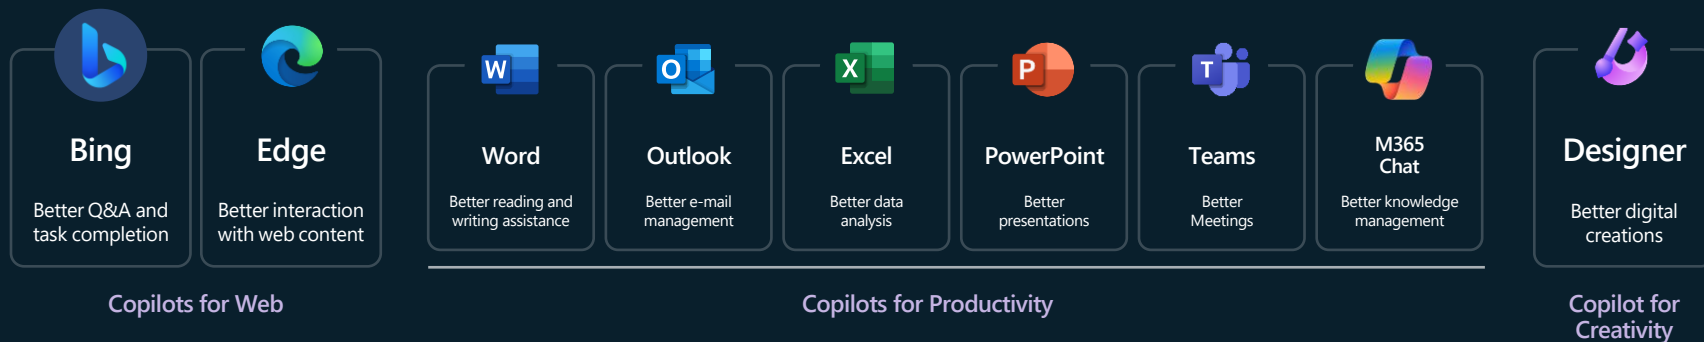 Bing
Better Q&A and
task completion
Edge
Better interaction
with web content
Copilots for Web
W
Word
Better reading and
writing assistance
O
Outlook
Better e-mail
management
X
Excel
Better data
analysis
P
PowerPoint
Better
presentations
T
Teams
Better
Meetings
M365
Chat
Better knowledge
management
Copilots for Productivity
Designer
Better digital
creations
Copilot for
Creativity